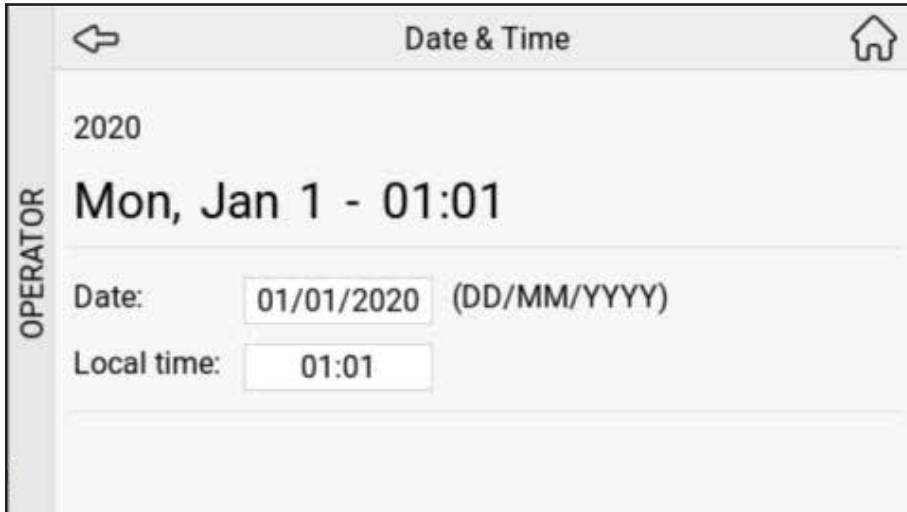 Date & Time
OPERATOR
2020
Mon, Jan 1 - 01:01
Date: 01/01/2020 (DD/MM/YYYY)
Local time: 01:01